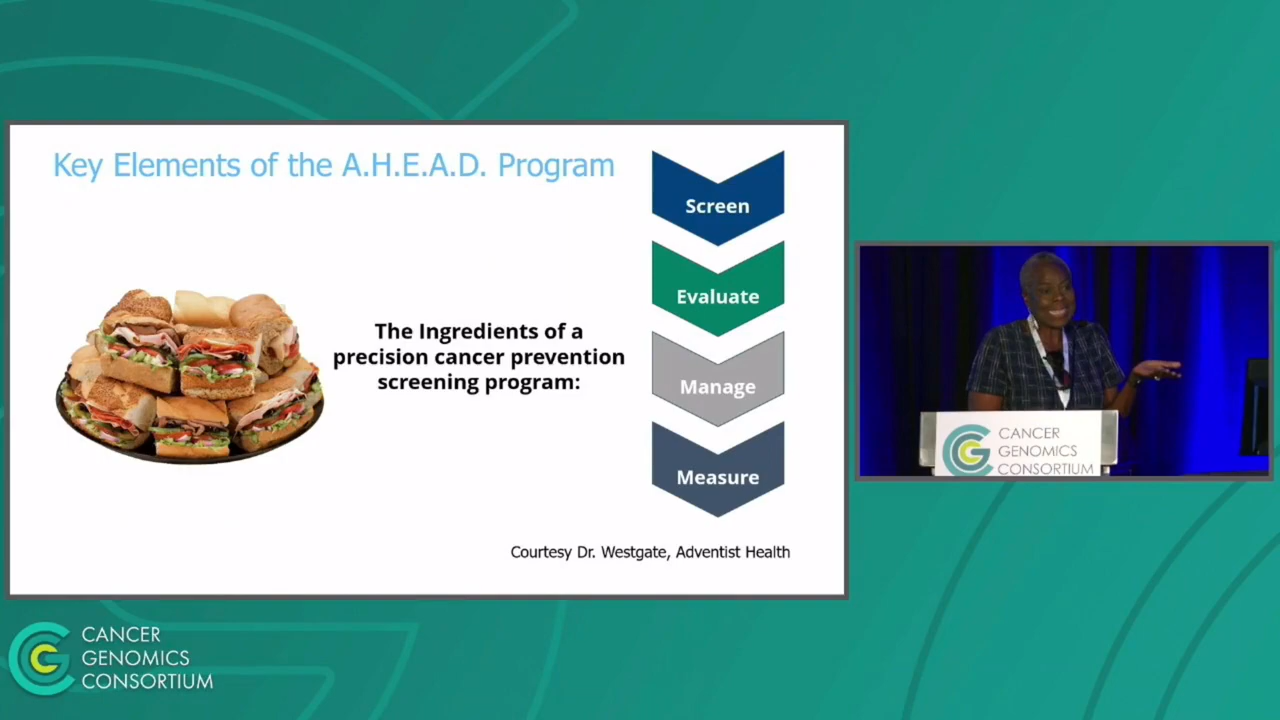 Key Elements of the A.H.E.A.D. Program
The Ingredients of a
precision cancer prevention
screening program:
Screen
Evaluate
Manage
Measure
Courtesy Dr. Westgate, Adventist Health
CANCER
GENOMICS
CONSORTIUM
CANCER
GENOMICS
CONSORTIUM